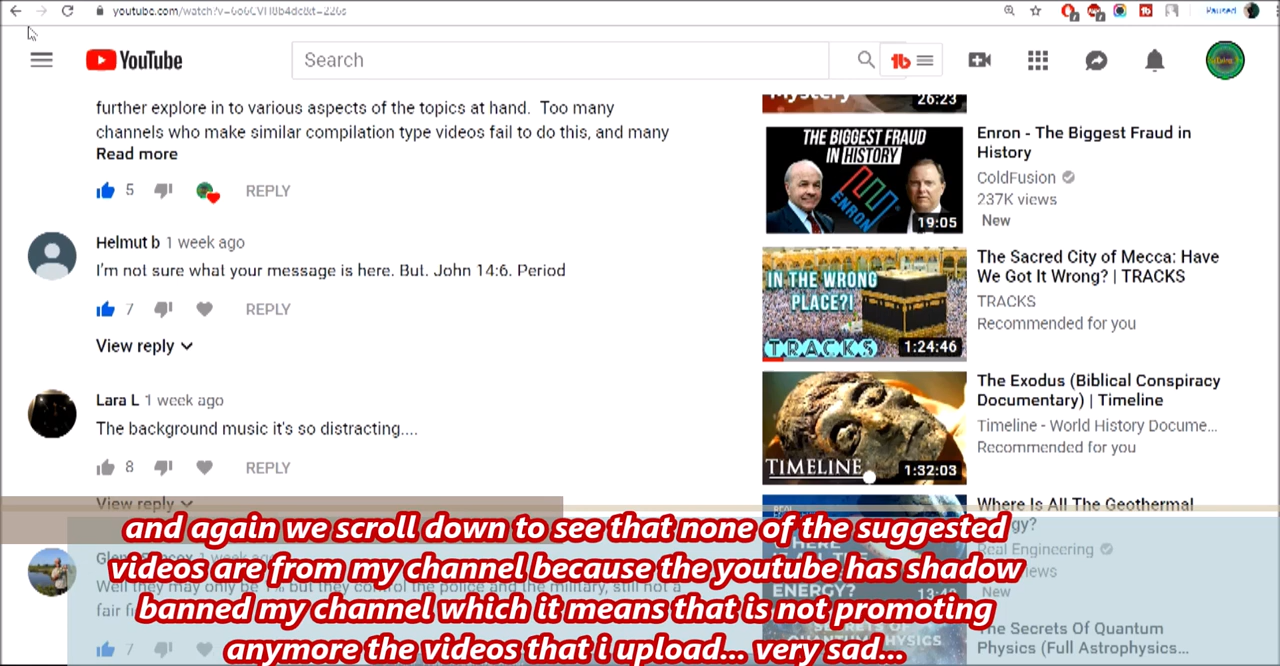 youtube.com/watch?v=
Paused
YouTube
Search
further explore in to various aspects of the topics at hand. Too many
channels who make similar compilation type videos fail to do this, and many
Read more
5 REPLY
Helmut b 1 week ago
I'm not sure what your message is here. But. John 14:6. Period
7 REPLY
View reply
Lara L 1 week ago
The background music it's so distracting....
8 REPLY
View reply
1 week ago
Well they may only be 1% but they control the police and the military, still not a
fair
7
Mystery
26:23
THE BIGGEST FRAUD
IN HISTORY
ENRON
19:05
Enron - The Biggest Fraud in
History
ColdFusion
237K views
New
IN THE WRONG
PLACE?!
TRACKS
1:24:46
The Sacred City of Mecca: Have
We Got It Wrong? | TRACKS
TRACKS
Recommended for you
TIMELINE
1:32:03
The Exodus (Biblical Conspiracy
Documentary) | Timeline
Timeline - World History Docume...
Recommended for you
Where Is All The Geothermal
Real Engineering
views
New
ENERGY?
SECRETS OF
QUANTUM PHYSICS
The Secrets Of Quantum
Physics (Full Astrophysics...
and again we scroll down to see that none of the suggested
videos are from my channel because the youtube has shadow
banned my channel which it means that is not promoting
anymore the videos that i upload... very sad...